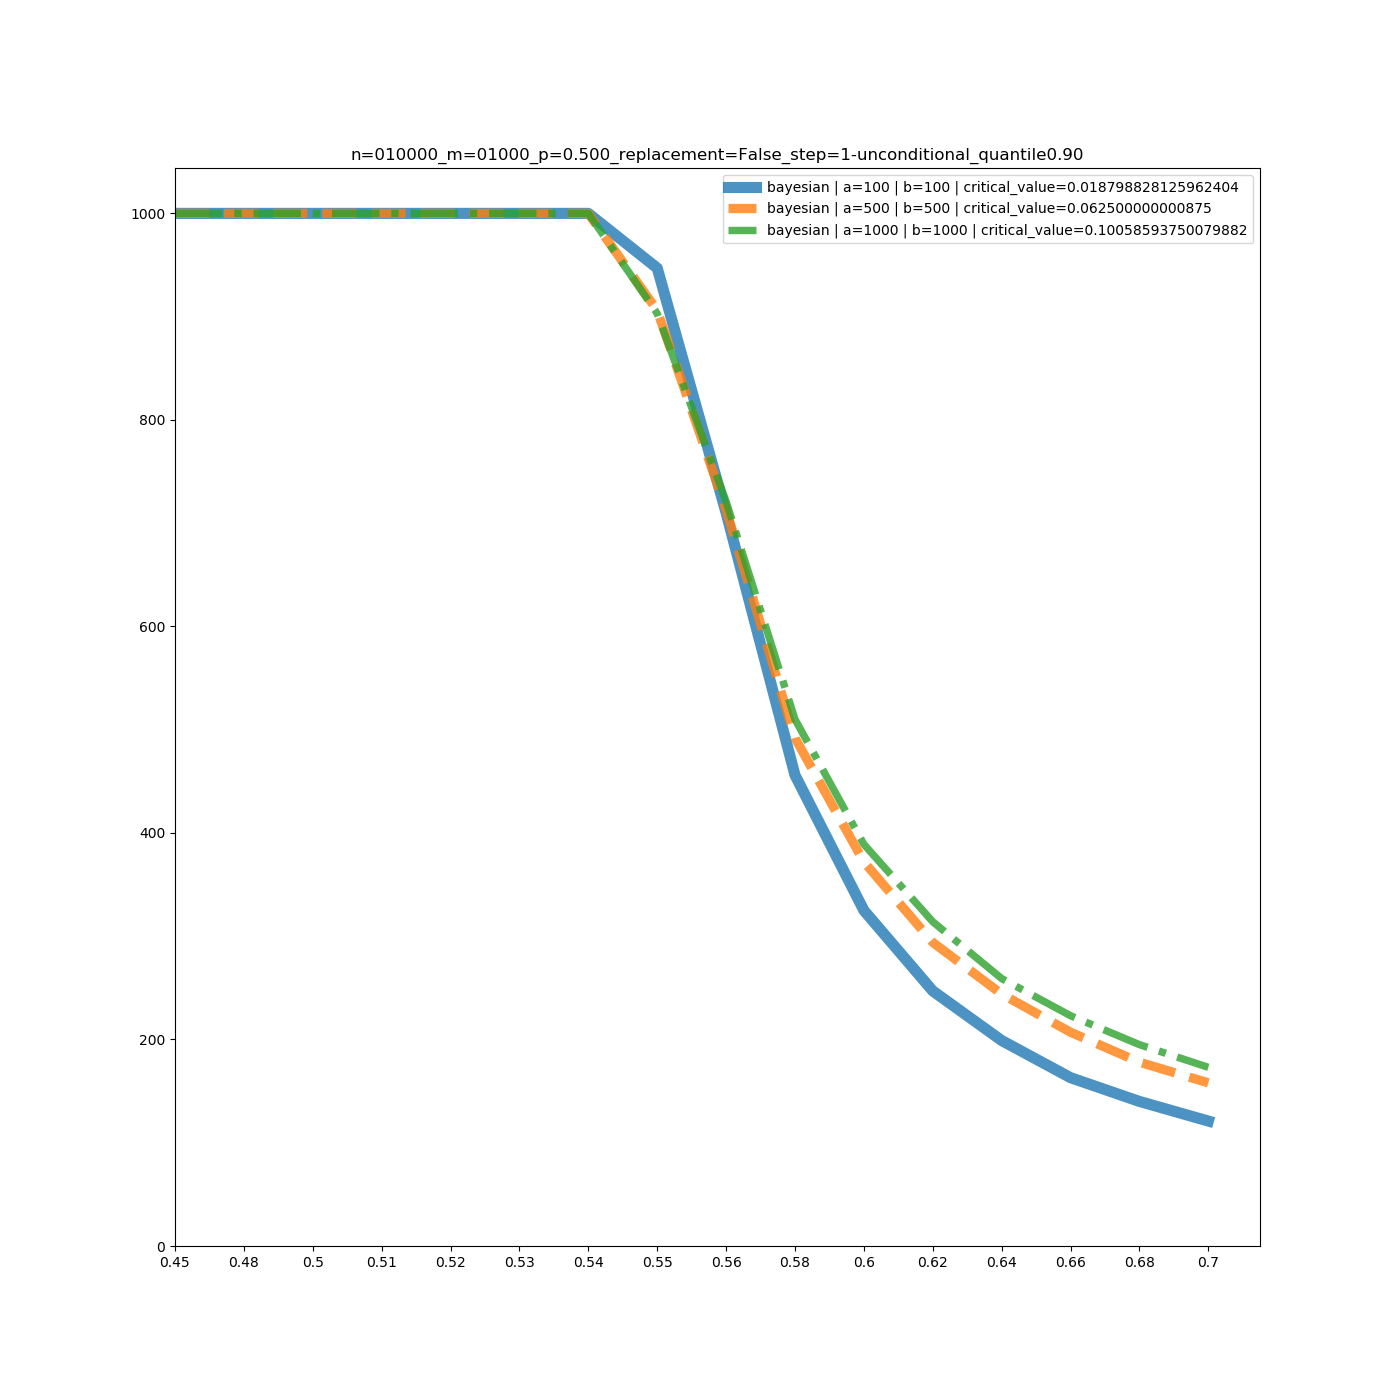 n=010000_m=01000_p=0.500_replacement=False_step=1-unconditional_quantile0.90
bayesian | a=100 | b=100 | critical_value=0.018798828125962404
bayesian | a=500 | b=500 | critical_value=0.062500000000875
bayesian | a=1000 | b=1000 | critical_value=0.10058593750079882
1000
800
600
400
200
0
0.45 0.48 0.5 0.51 0.52 0.53 0.54 0.55 0.56 0.58 0.6 0.62 0.64 0.66 0.68 0.7